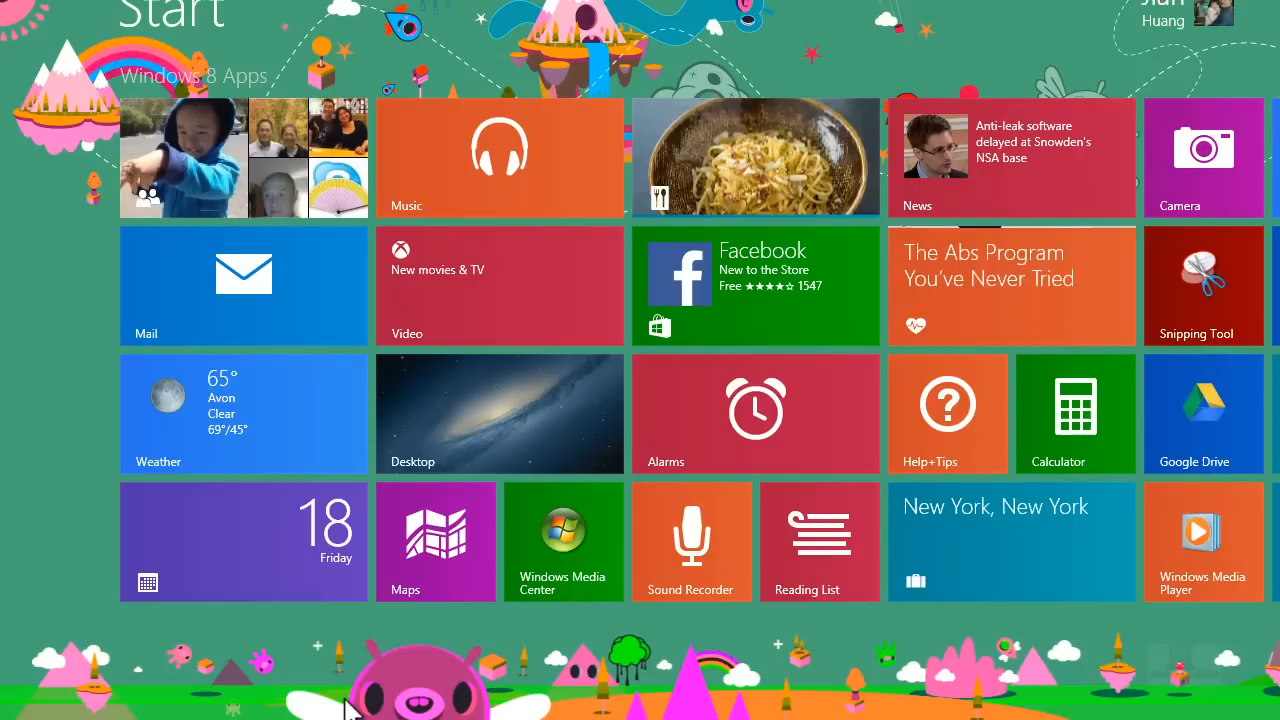 Start
Huang
Windows 8 Apps
Music
Anti-leak software
delayed at Snowden's
NSA base
News
Camera
Mail
New movies & TV
Video
Facebook
New to the Store
Free ★★★★☆ 1547
The Abs Program
You've Never Tried
Snipping Tool
65°
Avon
Clear
69°/45°
Weather
Desktop
Alarms
Help+Tips
Calculator
Google Drive
18
Friday
Maps
Windows Media
Center
Sound Recorder
Reading List
New York, New York
Windows Media
Player